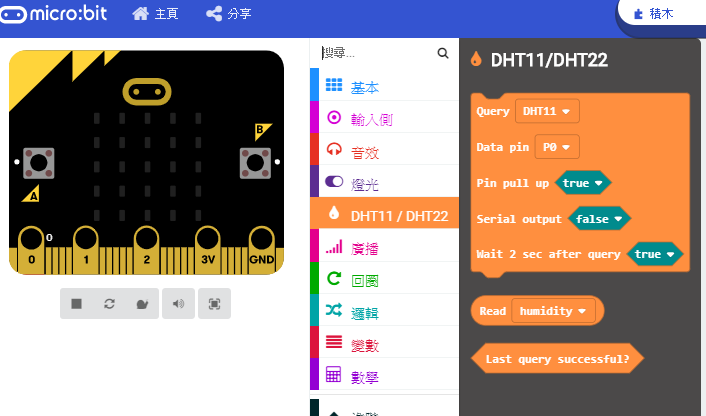 micro:bit
主頁
分享
積木
A
B
0
0
1
2
3V
GND
搜尋...
基本
輸入側
音效
燈光
DHT11 / DHT22
廣播
回圈
邏輯
變數
數學
DHT11/DHT22
Query DHT11
Data pin P0
Pin pull up true
Serial output false
Wait 2 sec after query true
Read humidity
Last query successful?